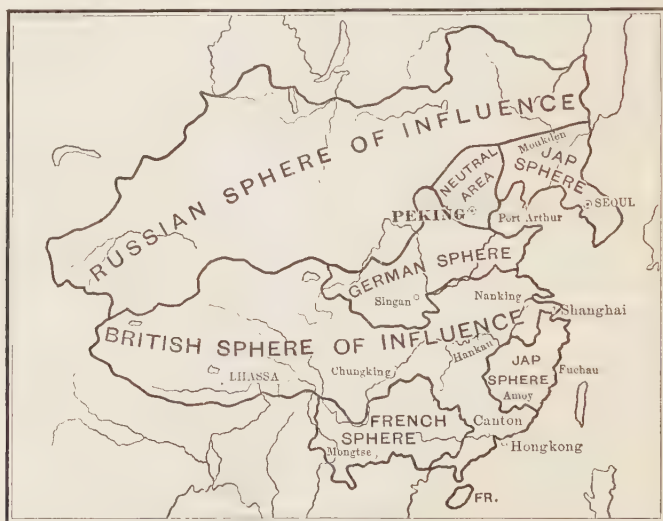 RUSSIAN SPHERE OF INFLUENCE
NEUTRAL
AREA
Moukden
JAP
SPHERE
PEKING
Port Arthur
SEOUL
GERMAN SPHERE
Singan
Nanking
Shanghai
BRITISH SPHERE OF INFLUENCE
LHASSA
Chungking
Hankau
JAP
SPHERE
Fuchau
Amoy
FRENCH
SPHERE
Canton
Mongtse
Hongkong
FR.